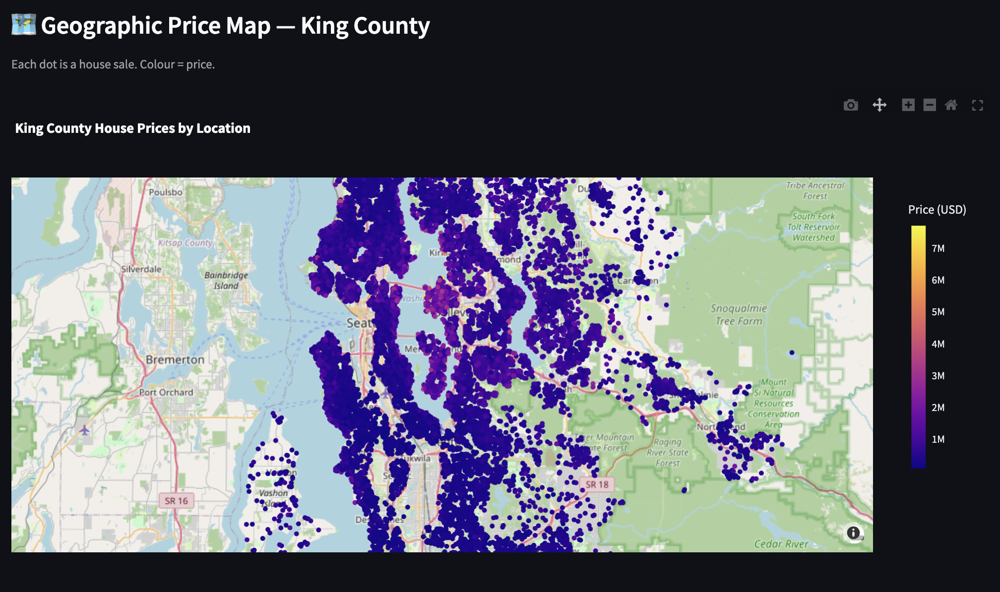 Geographic Price Map — King County
Each dot is a house sale. Colour = price.
King County House Prices by Location
Price (USD)
7M
6M
5M
4M
3M
2M
1M
Poulsbo
Tribe Ancestral
Forest
South Fork
Tolt Reservoir
Watershed
Kitsap County
Silverdale
Bainbridge
Island
Snoqualmie
Tree Farm
Bremerton
Port Orchard
Mount
Si Natural
Resources
Conservation
Area
Raging
River State
Forest
SR 18
SR 16
Vashon
Cedar River